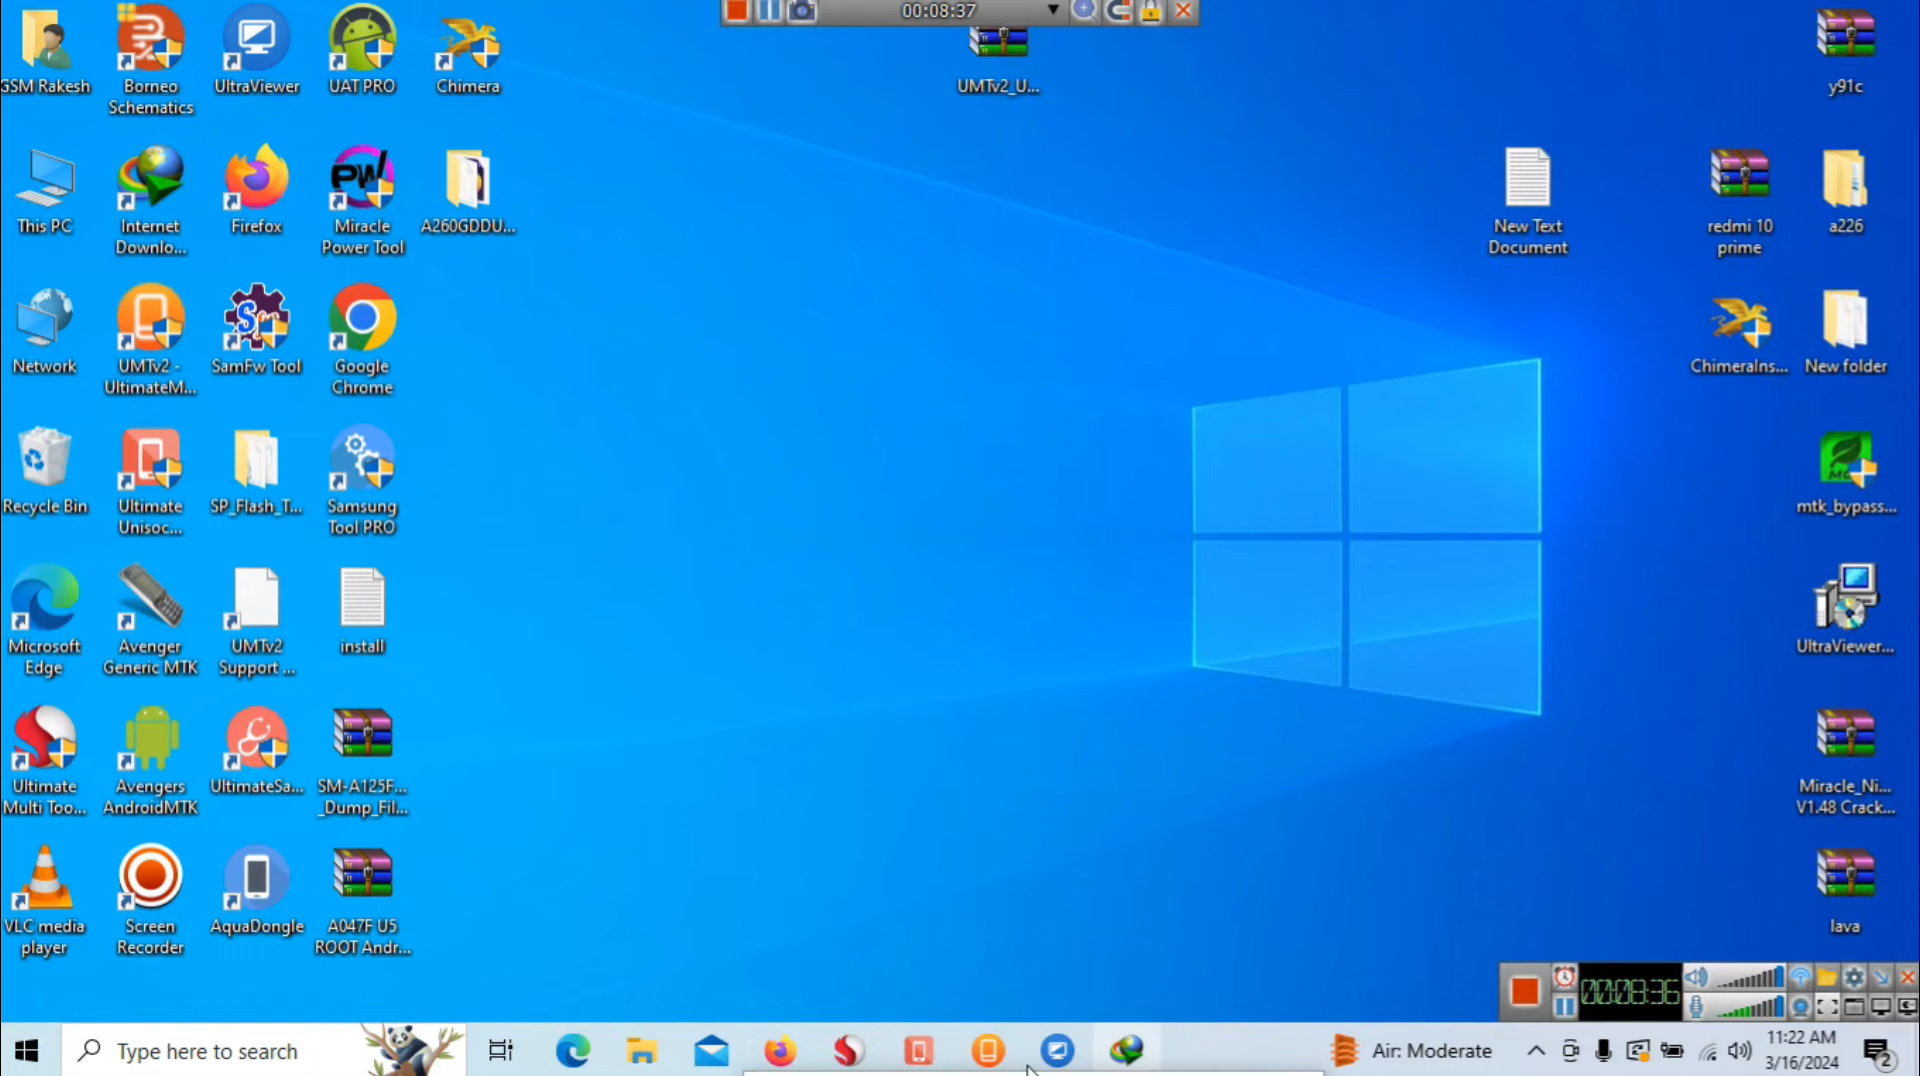 00:08:37
GSM Rakesh
Borneo
Schematics
UltraViewer
UAT PRO
Chimera
UMTv2_U...
y91c
This PC
Internet
Downlo...
Firefox
PW
Miracle
Power Tool
A260GDDU...
New Text
Document
redmi 10
prime
a226
Network
UMTv2 -
UltimateM...
SamFw Tool
Google
Chrome
ChimeraIns...
New folder
Recycle Bin
Ultimate
Unisoc...
SP_Flash_T...
Samsung
Tool PRO
mtk_bypass...
Microsoft
Edge
Avenger
Generic MTK
UMTv2
Support ...
install
UltraViewer...
Ultimate
Multi Too...
Avengers
AndroidMTK
UltimateSa...
SM-A125F...
_Dump_Fil...
Miracle_Ni...
V1.48 Crack...
VLC media
player
Screen
Recorder
AquaDongle
A047F U5
ROOT Andr...
lava
00:08:36
Type here to search
Air: Moderate
11:22 AM
3/16/2024
2